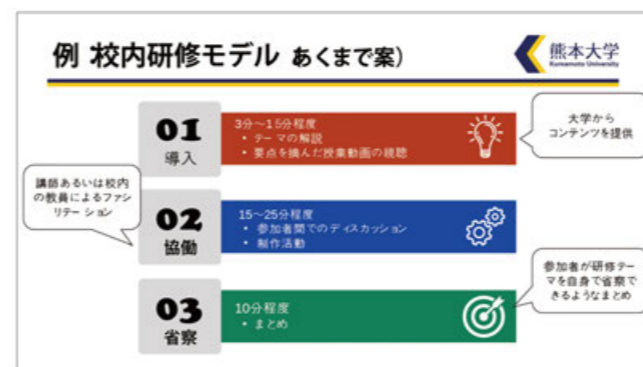 例 校内研修モデル あくまで案）
熊本大学
Kumamoto University
01
導入
3分～15分程度
・ テーマの解説
・ 要点を摘んだ授業動画の視聴
大学から
コンテンツを提供
講師あるいは校内
の教員によるファシ
リテーション
02
協働
15～25分程度
・ 参加者間でのディスカッション
・ 制作活動
参加者が研修テー
マを自身で省察で
きるようなまとめ
03
省察
10分程度
・ まとめ